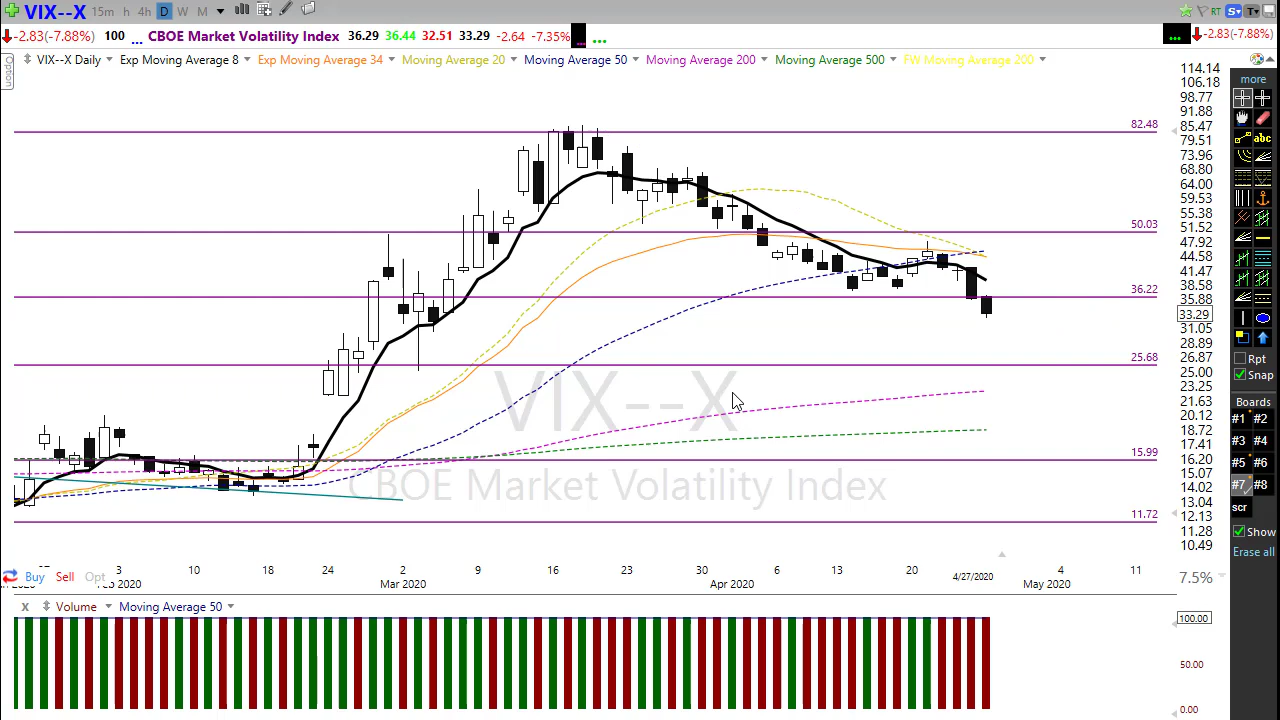 VIX--X 15m h 4h D W M RT S T
-2.83(-7.88%) 100 ... CBOE Market Volatility Index 36.29 36.44 32.51 33.29 -2.64 -7.35% ... ... ... -2.83(-7.88%)
Option
VIX--X Daily Exp Moving Average 8 Exp Moving Average 34 Moving Average 20 Moving Average 50 Moving Average 200 Moving Average 500 FW Moving Average 200
114.14
106.18
98.77
91.88
85.47
79.51
73.96
68.80
64.00
59.53
55.38
51.52
47.92
44.58
41.47
38.58
35.88
33.29
31.05
28.89
26.87
25.00
23.25
21.63
20.12
18.72
17.41
16.20
15.07
14.02
13.04
12.13
11.28
10.49
82.48
50.03
36.22
25.68
15.99
11.72
VIX--X
CBOE Market Voatility Index
more
abc
Rpt
Snap
Boards
#1 #2
#3 #4
#5 #6
#7 #8
scr
Show
Erase all
3 10 18 24 2 9 16 23 30 6 13 20 4 11
Feb 2020 Mar 2020 Apr 2020 4/27/2020 May 2020
Buy Sell Opt
7.5%
x Volume Moving Average 50
100.00
50.00
0.00